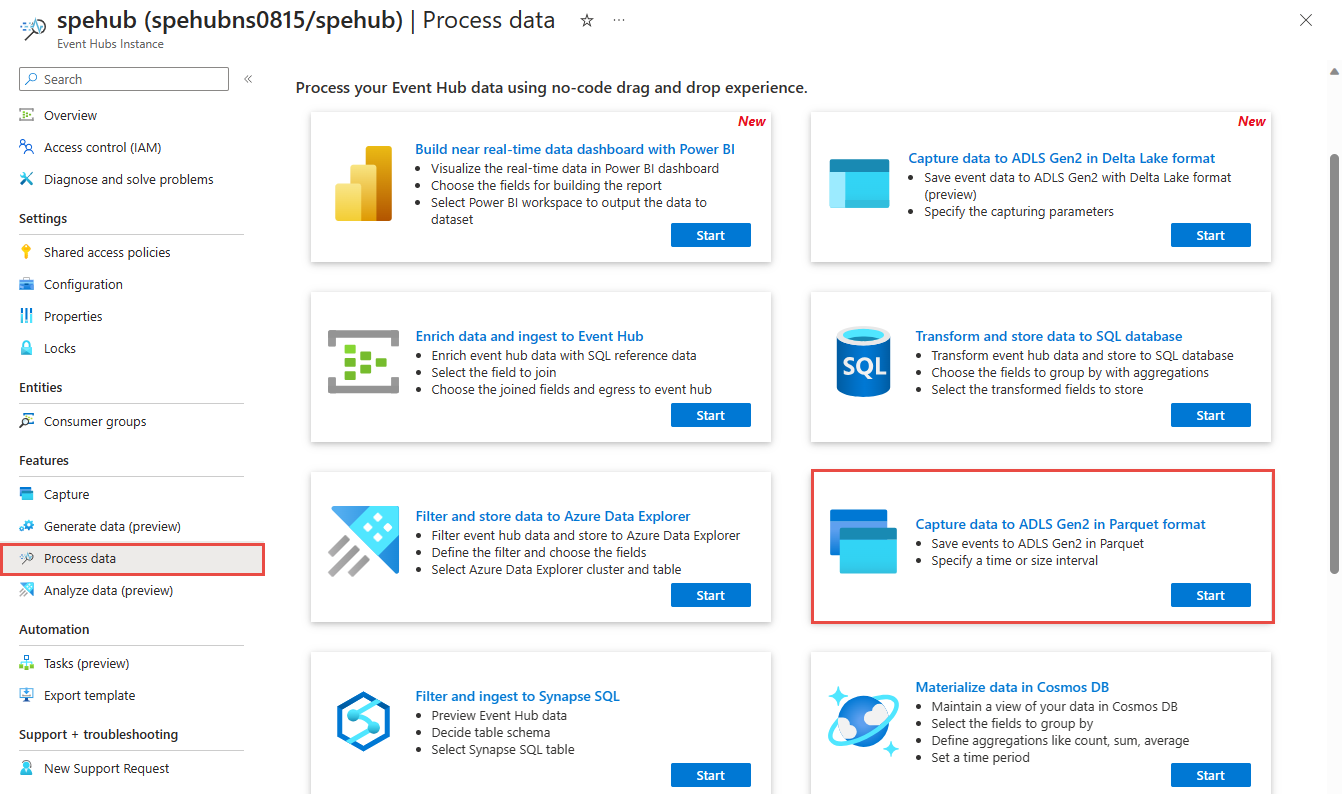 spehub (spehubns0815/spehub) | Process data
Event Hubs Instance
Search
Overview
Access control (IAM)
Diagnose and solve problems
Settings
Shared access policies
Configuration
Properties
Locks
Entities
Consumer groups
Features
Capture
Generate data (preview)
Process data
Analyze data (preview)
Automation
Tasks (preview)
Export template
Support + troubleshooting
New Support Request
Process your Event Hub data using no-code drag and drop experience.
New
Build near real-time data dashboard with Power BI
Visualize the real-time data in Power BI dashboard
Choose the fields for building the report
Select Power BI workspace to output the data to
dataset
Start
New
Capture data to ADLS Gen2 in Delta Lake format
Save event data to ADLS Gen2 with Delta Lake format
(preview)
Specify the capturing parameters
Start
Enrich data and ingest to Event Hub
Enrich event hub data with SQL reference data
Select the field to join
Choose the joined fields and egress to event hub
Start
SQL
Transform and store data to SQL database
Transform event hub data and store to SQL database
Choose the fields to group by with aggregations
Select the transformed fields to store
Start
Filter and store data to Azure Data Explorer
Filter event hub data and store to Azure Data Explorer
Define the filter and choose the fields
Select Azure Data Explorer cluster and table
Start
Capture data to ADLS Gen2 in Parquet format
Save events to ADLS Gen2 in Parquet
Specify a time or size interval
Start
Filter and ingest to Synapse SQL
Preview Event Hub data
Decide table schema
Select Synapse SQL table
Start
Materialize data in Cosmos DB
Maintain a view of your data in Cosmos DB
Select the fields to group by
Define aggregations like count, sum, average
Set a time period
Start